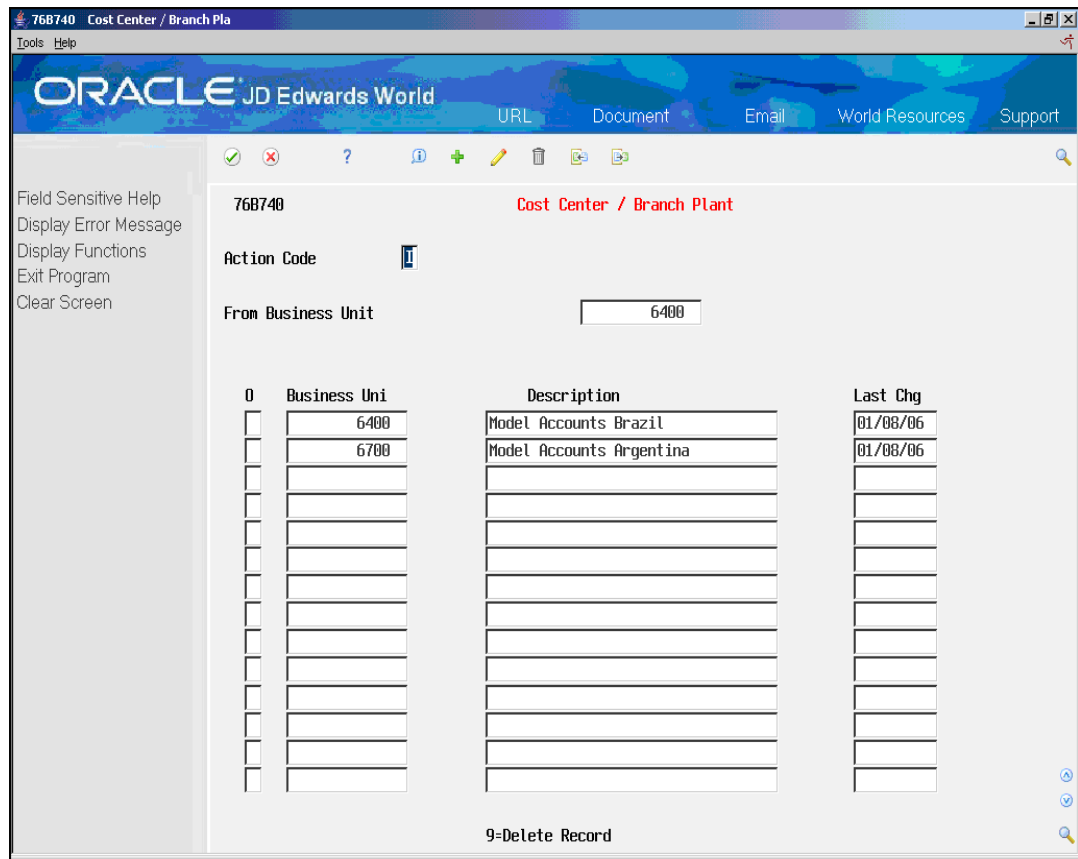 76B740 Cost Center / Branch Pla
Tools Help
ORACLE JD Edwards World
URL Document Email World Resources Support
Field Sensitive Help
Display Error Message
Display Functions
Exit Program
Clear Screen
76B740 Cost Center / Branch Plant
Action Code I
From Business Unit 6400
O Business Uni Description Last Chg
6400 Model Accounts Brazil 01/08/06
6700 Model Accounts Argentina 01/08/06
9=Delete Record